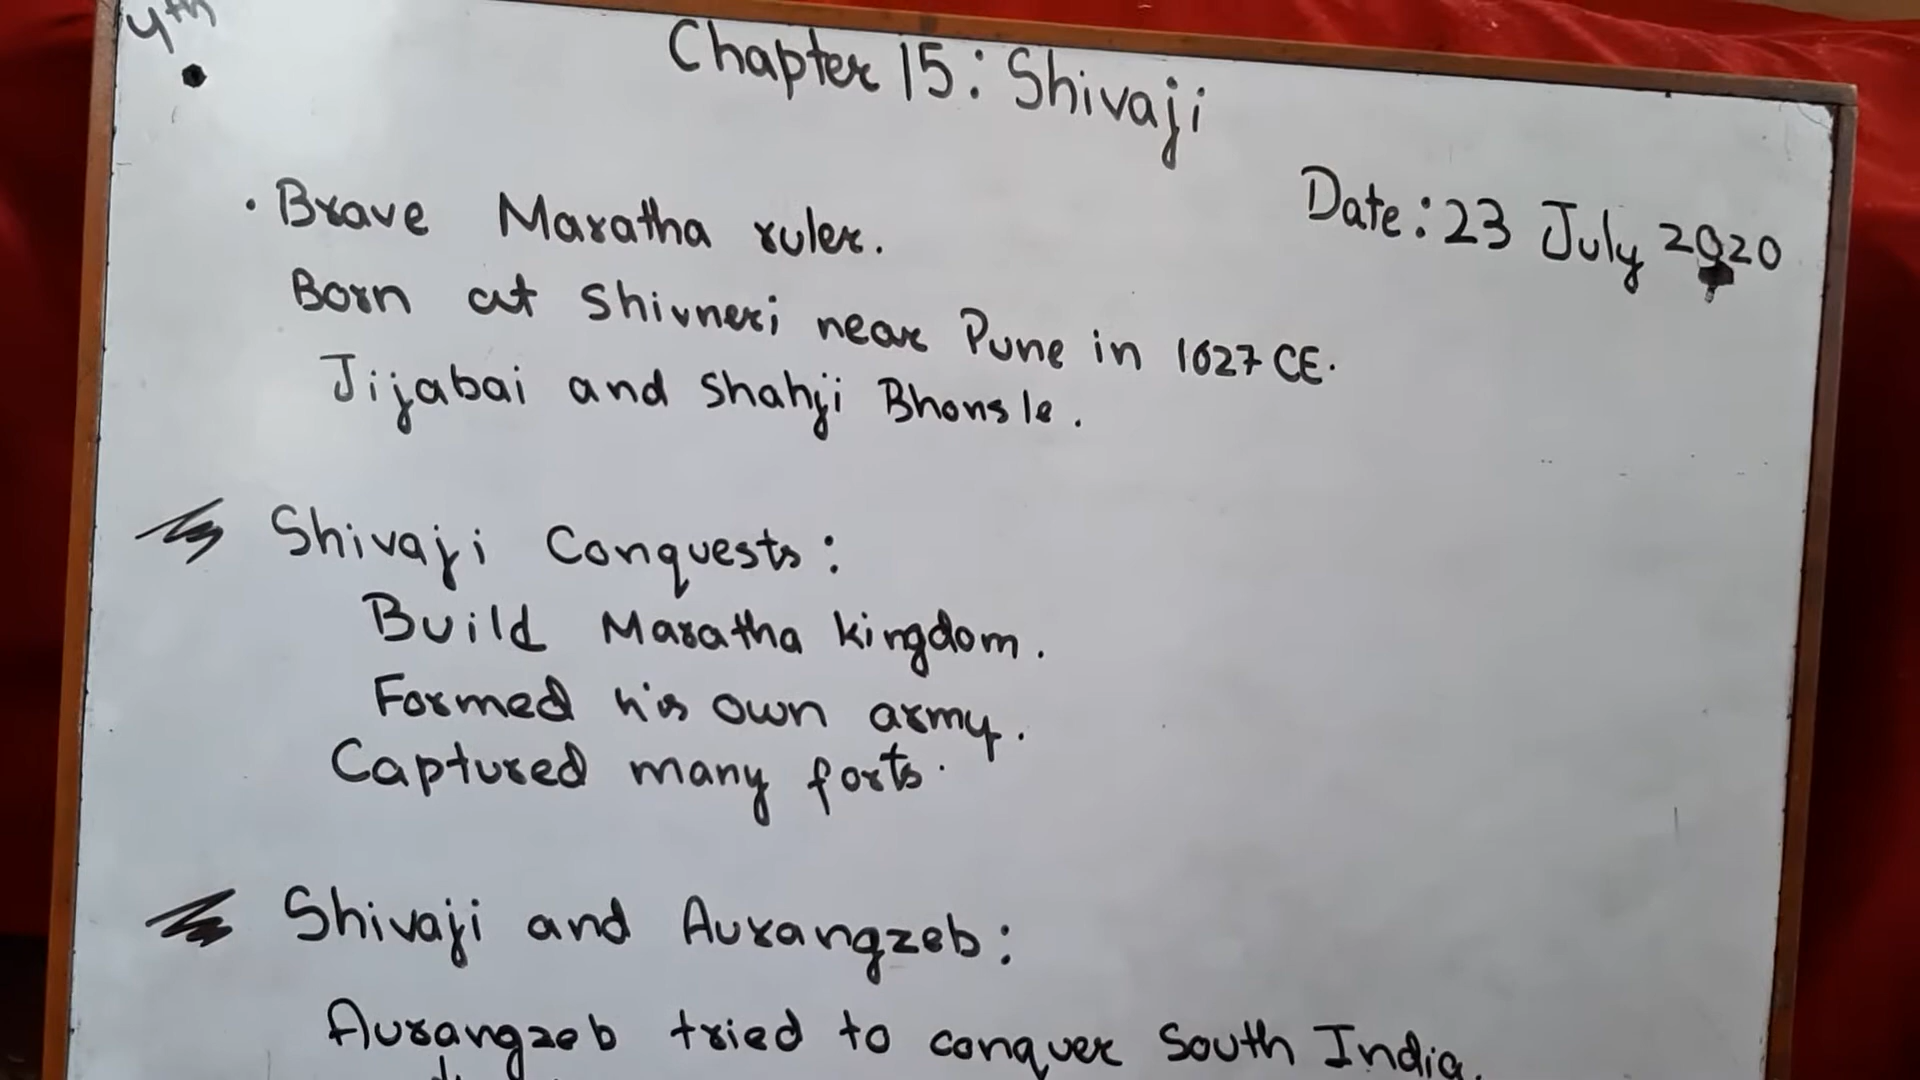 4th
Chapter 15: Shivaji
Date: 23 July 2020
• Brave Maratha ruler.
Born at Shivneri near Pune in 1627 CE.
Jijabai and Shahji Bhonsle.
Shivaji Conquests:
Build Maratha kingdom.
Formed his own army.
Captured many forts.
Shivaji and Aurangzeb:
Aurangzeb tried to conquer South India.